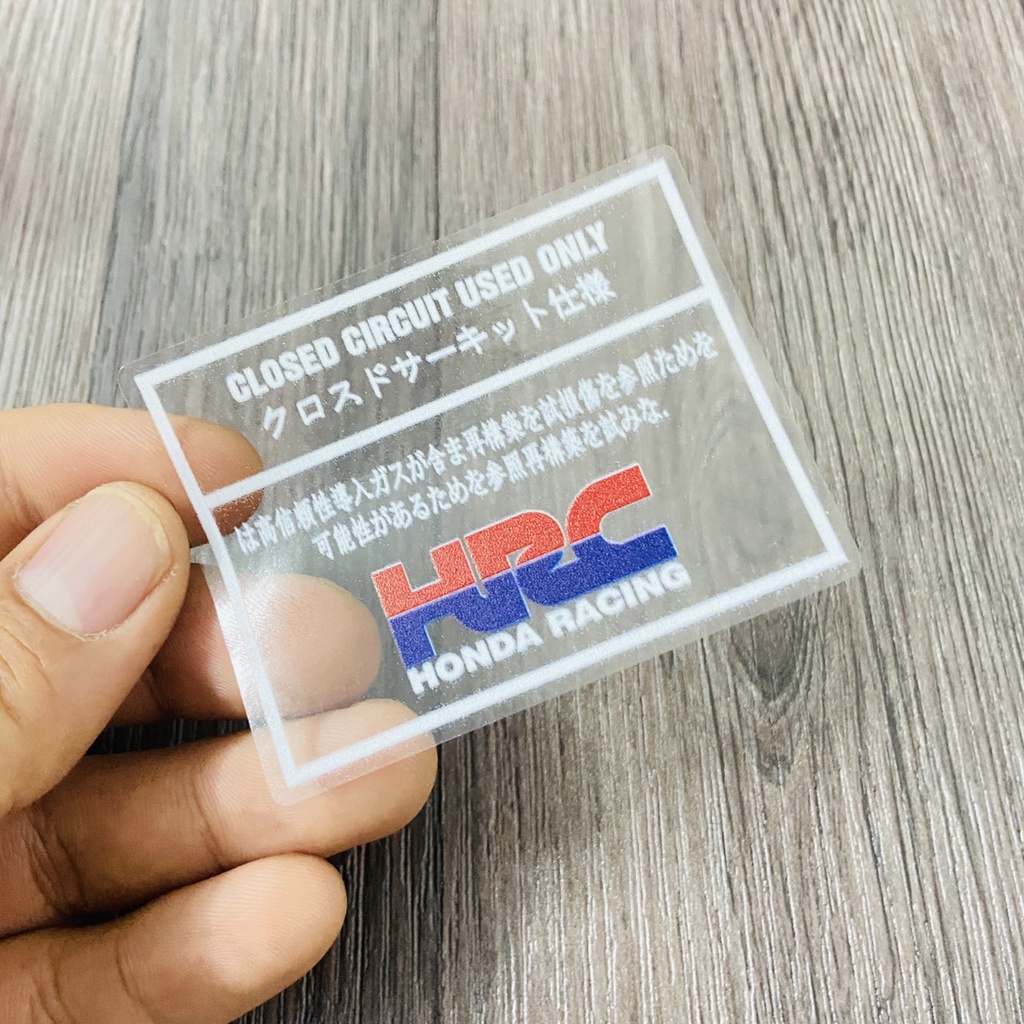 CLOSED CIRCUIT USED ONLY
クロスドサーキット仕様
は高信頼性導入ガスが含ま再構築を試損傷を参照ためを
可能性があるためを参照再構築を試みな.
HRC
HONDA RACING